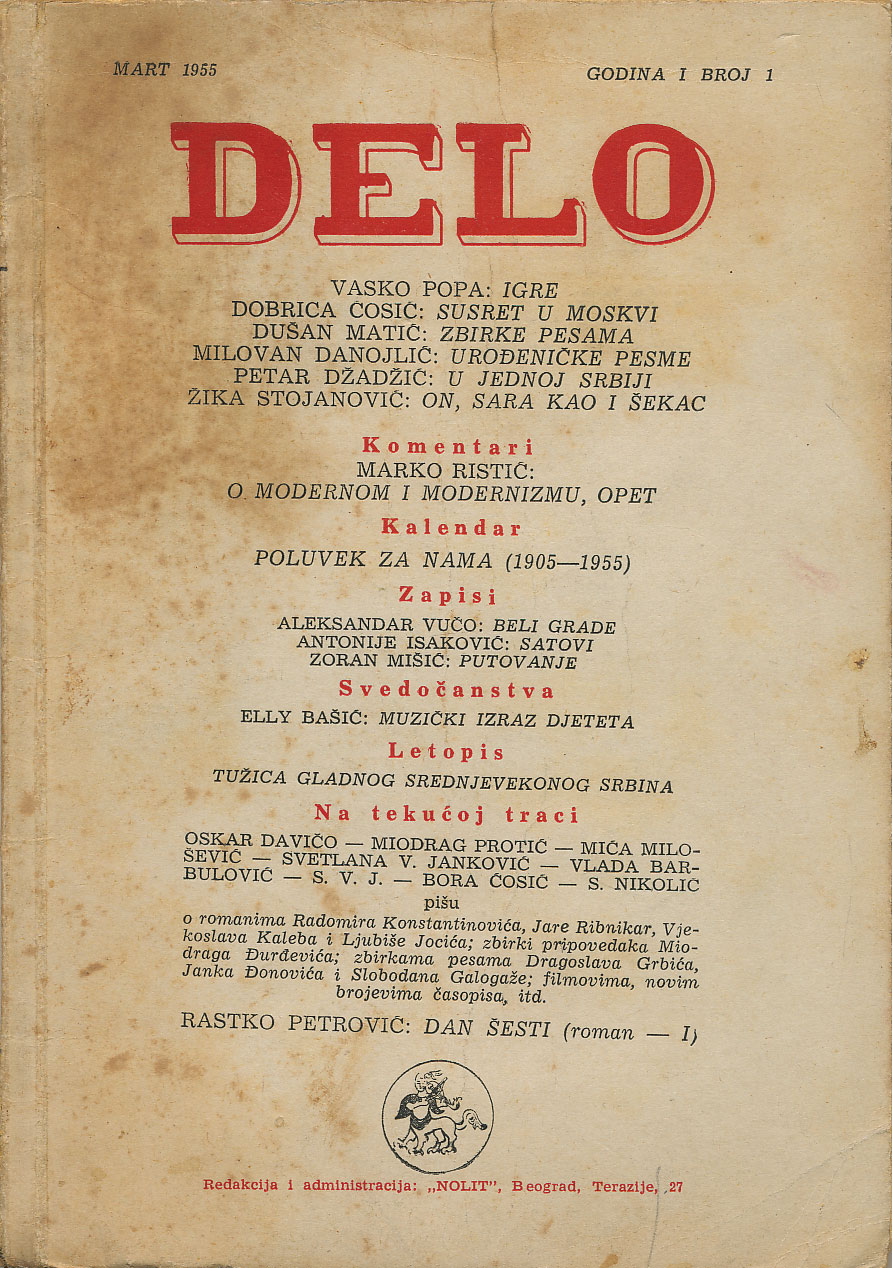 MART 1955
GODINA I BROJ 1
DELO
VASKO POPA: IGRE
DOBRICA ĆOSIĆ: SUSRET U MOSKVI
DUŠAN MATIĆ: ZBIRKE PESAMA
MILOVAN DANOJLIĆ: UROĐENIČKE PESME
PETAR DŽADŽIĆ: U JEDNOJ SRBIJI
ŽIKA STOJANOVIĆ: ON, SARA KAO I ŠEKAC
Komentari
MARKO RISTIĆ:
O MODERNOM I MODERNIZMU, OPET
Kalendar
POLUVEK ZA NAMA (1905—1955)
Zapisi
ALEKSANDAR VUČO: BELI GRADE
ANTONIJE ISAKOVIĆ: SATOVI
ZORAN MIŠIĆ: PUTOVANJE
Svedočanstva
ELLY BAŠIĆ: MUZIČKI IZRAZ DJETETA
Letopis
TUŽICA GLADNOG SREDNJEVEKONOG SRBINA
Na tekućoj traci
OSKAR DAVIČO — MIODRAG PROTIĆ — MIĆA MILO-
ŠEVIĆ — SVETLANA V. JANKOVIĆ — VLADA BAR-
BULOVIĆ — S. V. J. — BORA ĆOSIĆ — S. NIKOLIĆ
pišu
o romanima Radomira Konstantinovića, Jare Ribnikar, Vje-
koslava Kaleba i Ljubiše Jocića; zbirki pripovedaka Mio-
draga Đurđevića; zbirkama pesama Dragoslava Grbića,
Janka Đonovića i Slobodana Galogaže; filmovima, novim
brojevima časopisa, itd.
RASTKO PETROVIĆ: DAN ŠESTI (roman — I)
Redakcija i administracija: „NOLIT", Beograd, Terazije, 27